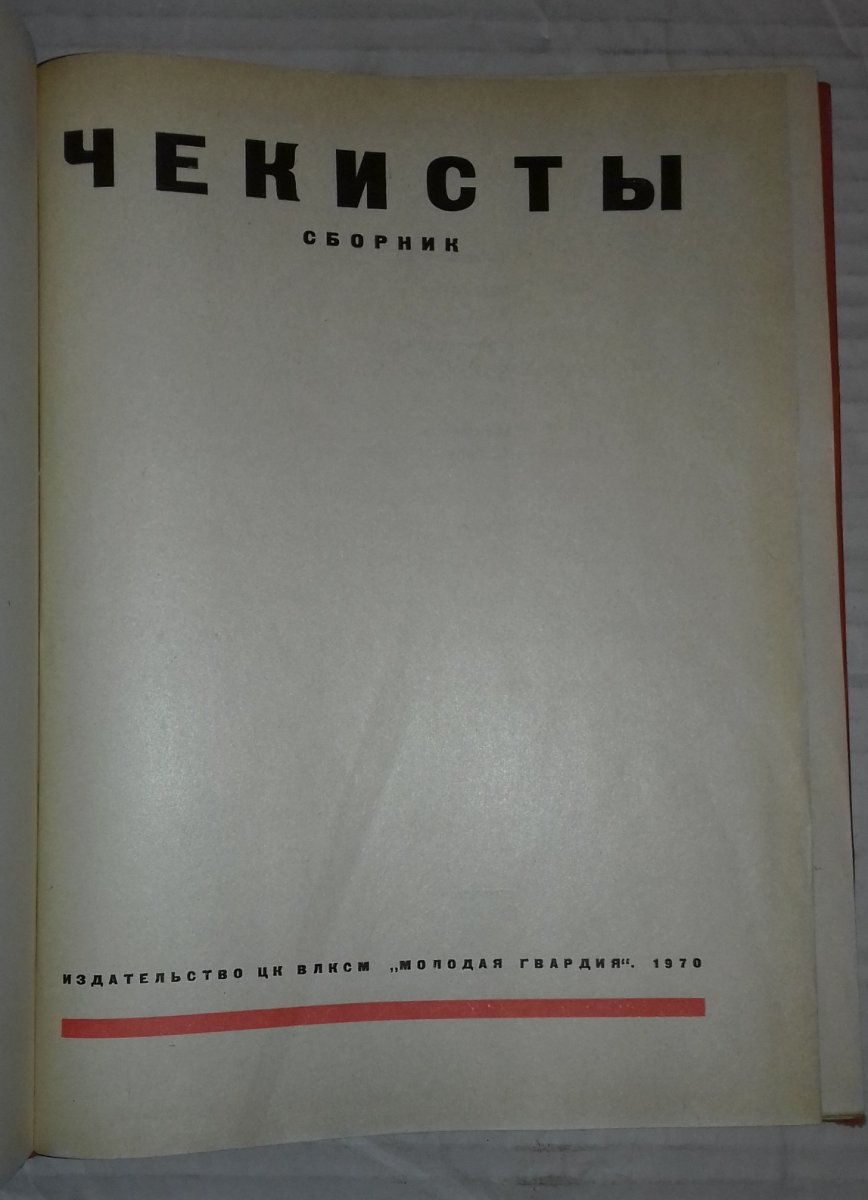 ЧЕКИСТЫ
СБОРНИК
ИЗДАТЕЛЬСТВО ЦК ВЛКСМ „МОЛОДАЯ ГВАРДИЯ“. 1970